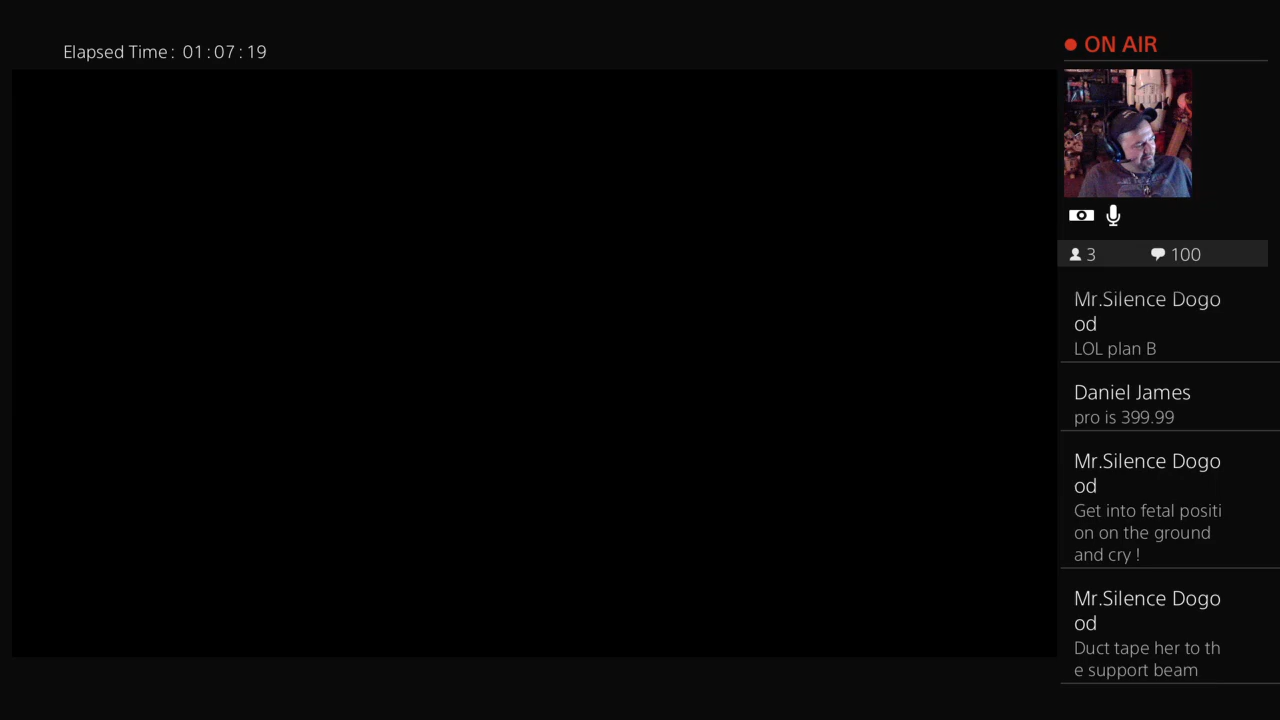 Elapsed Time: 01:07:19
ON AIR
3 100
Mr.Silence Dogo
od
LOL plan B
Daniel James
pro is 399.99
Mr.Silence Dogo
od
Get into fetal positi
on on the ground
and cry !
Mr.Silence Dogo
od
Duct tape her to th
e support beam